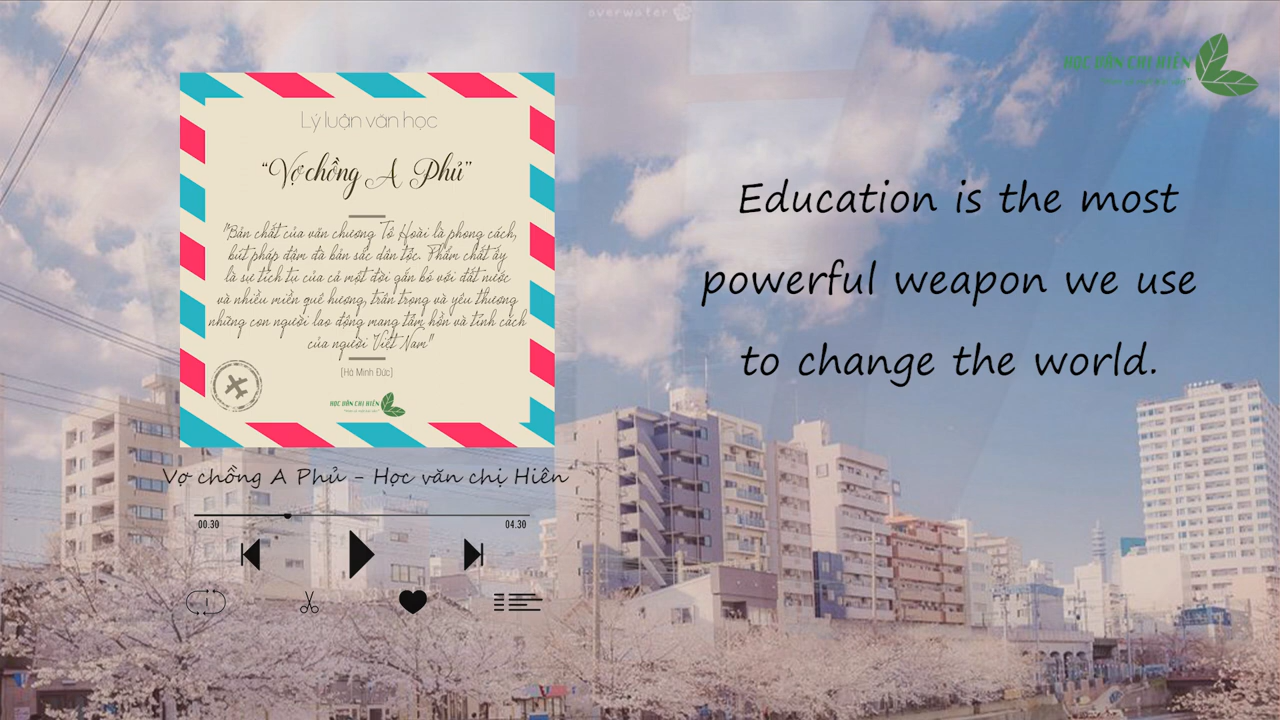 overwater
HỌC VĂN CHỊ HIÊN
Lý luận văn học
“Vợ chồng A Phủ”
"Bản chất của văn chương Tô Hoài là phong cách,
bút pháp đậm đà bản sắc dân tộc. Phẩm chất ấy
là sự tích tụ của cả một đời gắn bó với đất nước
và nhiều miền quê hương, trân trọng và yêu thương
những con người lao động mang tâm hồn và tính cách
của người Việt Nam"
[Hà Minh Đức]
HỌC VĂN CHỊ HIÊN
Vợ chồng A Phủ - Học văn chị Hiên
00.30
04.30
Education is the most
powerful weapon we use
to change the world.